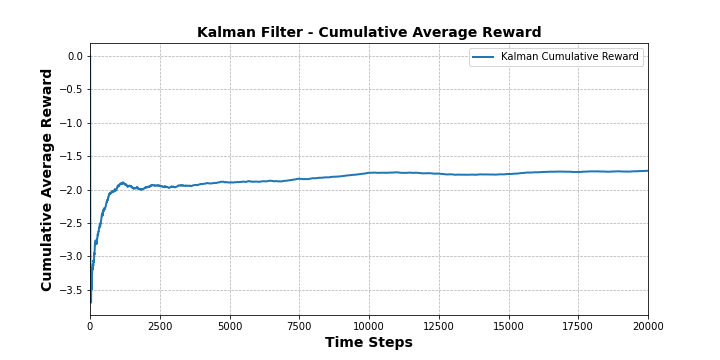 Kalman Filter - Cumulative Average Reward
Kalman Cumulative Reward
Cumulative Average Reward
0.0
−0.5
−1.0
−1.5
−2.0
−2.5
−3.0
−3.5
0 2500 5000 7500 10000 12500 15000 17500 20000
Time Steps